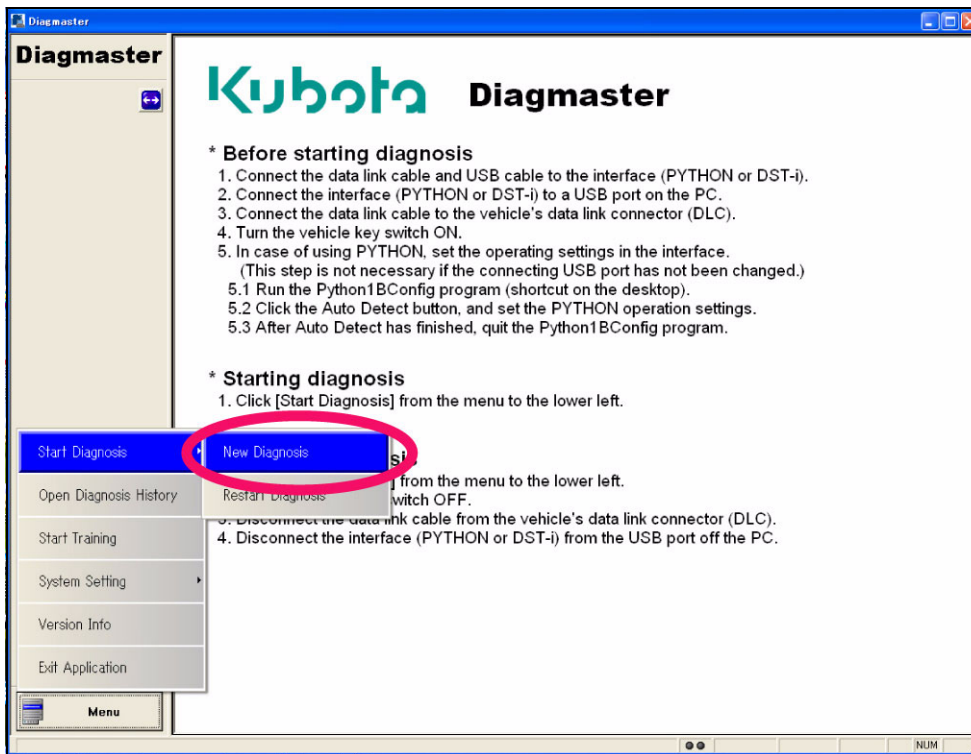 Diagmaster
Diagmaster
Kubota Diagmaster
* Before starting diagnosis
1. Connect the data link cable and USB cable to the interface (PYTHON or DST-i).
2. Connect the interface (PYTHON or DST-i) to a USB port on the PC.
3. Connect the data link cable to the vehicle's data link connector (DLC).
4. Turn the vehicle key switch ON.
5. In case of using PYTHON, set the operating settings in the interface.
(This step is not necessary if the connecting USB port has not been changed.)
5.1 Run the Python1BConfig program (shortcut on the desktop).
5.2 Click the Auto Detect button, and set the PYTHON operation settings.
5.3 After Auto Detect has finished, quit the Python1BConfig program.
* Starting diagnosis
1. Click [Start Diagnosis] from the menu to the lower left.
Start Diagnosis
New Diagnosis
Open Diagnosis History
Restart Diagnosis
Start Training
System Setting
Version Info
Exit Application
from the menu to the lower left.
switch OFF.
3. Disconnect the data link cable from the vehicle's data link connector (DLC).
4. Disconnect the interface (PYTHON or DST-i) from the USB port off the PC.
Menu
NUM